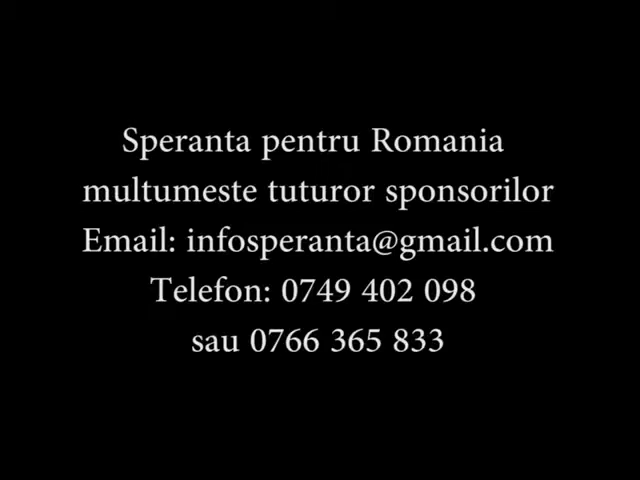 Speranta pentru Romania
multumeste tuturor sponsorilor
Email: infosperanta@gmail.com
Telefon: 0749 402 098
sau 0766 365 833